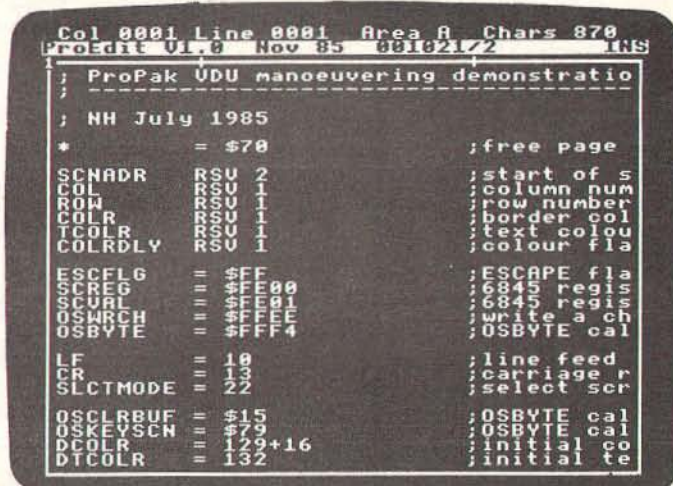 Col 0001 Line 0001 Area A Chars 870
ProEdit V1.0 Nov 85 001021/2 INS
1
; ProPak VDU manoeuvering demonstratio
; ------------------------------------
; NH July 1985
* = $70 ;free page
SCNADR RSV 2 ;start of s
COL RSV 1 ;column num
ROW RSV 1 ;row number
COLR RSV 1 ;border col
TCOLR RSV 1 ;text colou
COLRDLY RSV 1 ;colour fla
ESCFLG = $FF ;ESCAPE fla
SCREG = $FE00 ;6845 regis
SCVAL = $FE01 ;6845 regis
OSWRCH = $FFEE ;write a ch
OSBYTE = $FFF4 ;OSBYTE cal
LF = 10 ;line feed
CR = 13 ;carriage r
SLCTMODE = 22 ;select scr
OSCLRBUF = $15 ;OSBYTE cal
OSKEYSCN = $79 ;OSBYTE cal
DCOLR = 129+16 ;initial co
DTCOLR = 132 ;initial te